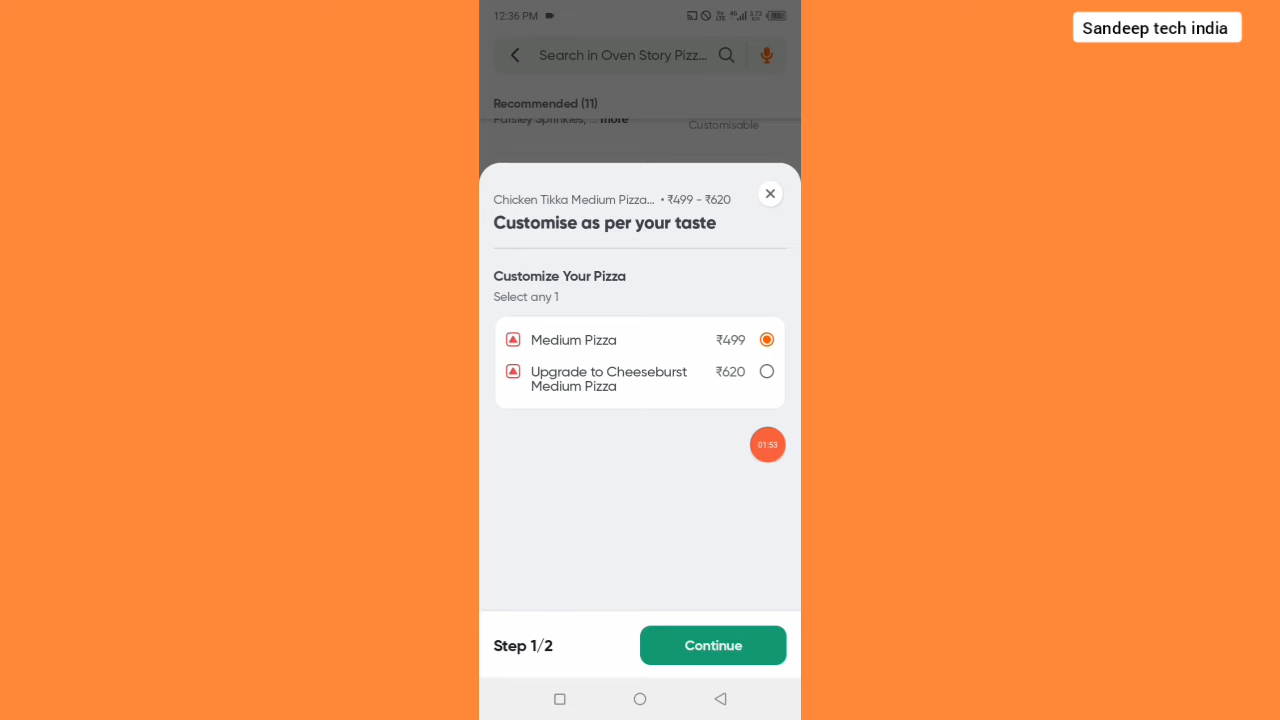 Sandeep tech india
12:36 PM
Search in Oven Story Pizz...
Recommended (11)
Parsley Sprinkles, ... more
Customisable
Chicken Tikka Medium Pizza... • ₹499 - ₹620
Customise as per your taste
Customize Your Pizza
Select any 1
Medium Pizza ₹499
Upgrade to Cheeseburst ₹620
Medium Pizza
01:53
Step 1/2
Continue